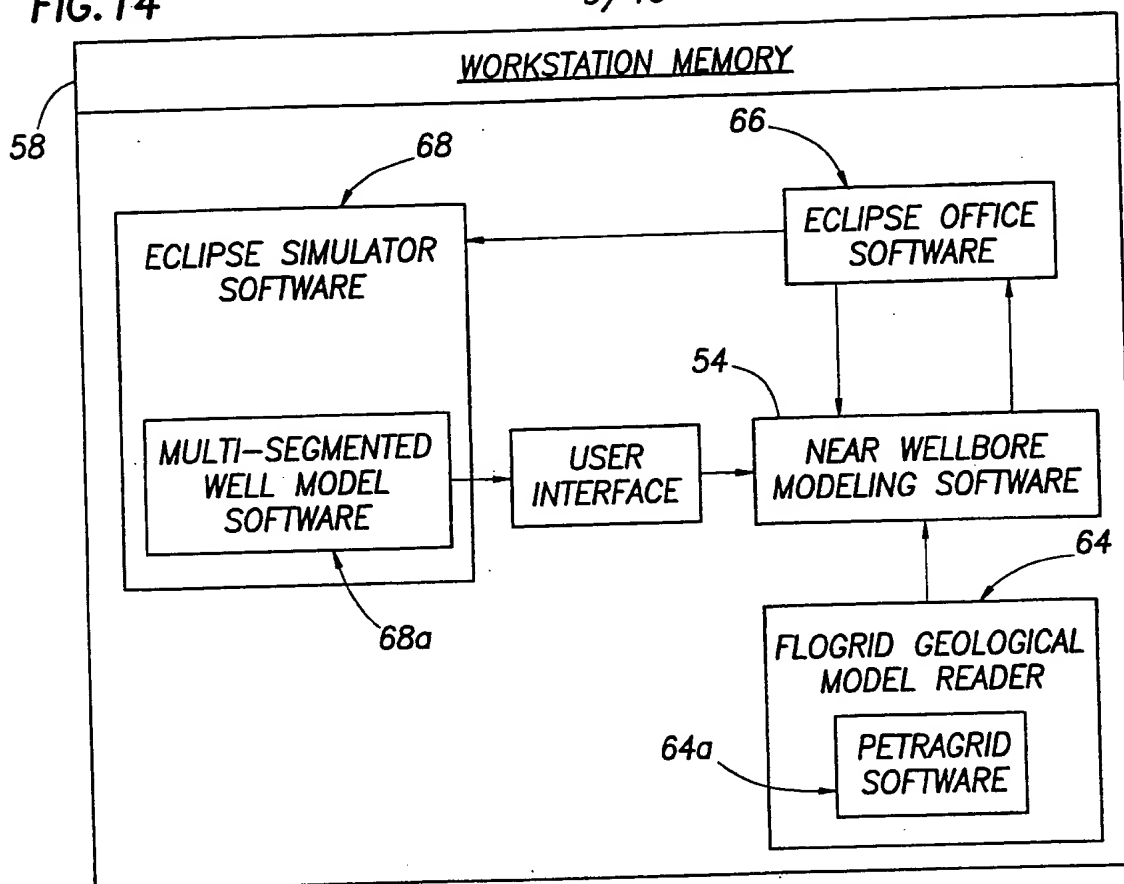 FIG. 14
WORKSTATION MEMORY
58
68
66
ECLIPSE SIMULATOR
SOFTWARE
ECLIPSE OFFICE
SOFTWARE
54
MULTI-SEGMENTED
WELL MODEL
SOFTWARE
USER
INTERFACE
NEAR WELLBORE
MODELING SOFTWARE
68a
64
FLOGRID GEOLOGICAL
MODEL READER
64a
PETRAGRID
SOFTWARE